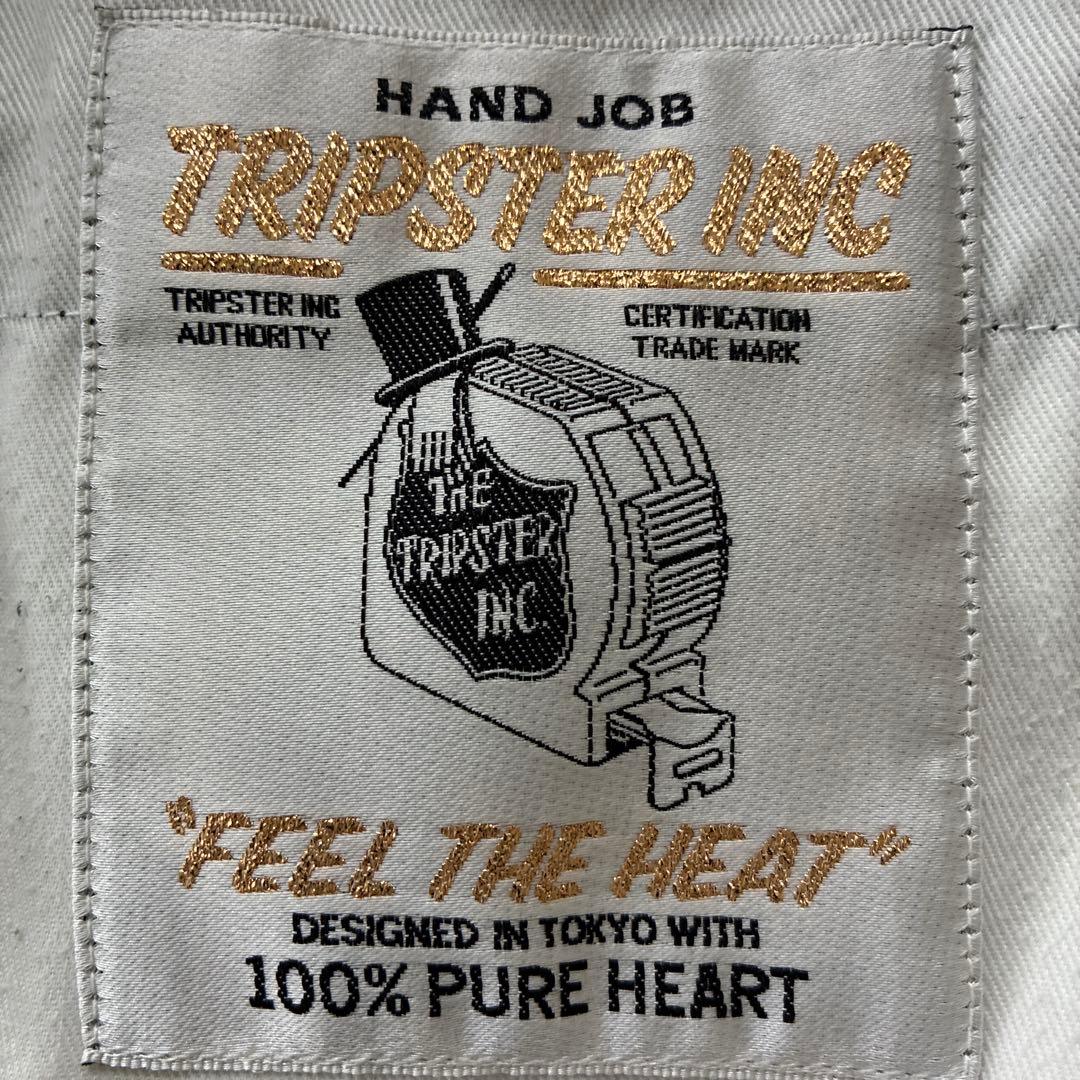 HAND JOB
TRIPSTER INC
TRIPSTER INC
AUTHORITY
CERTIFICATION
TRADE MARK
THE
TRIPSTER
INC.
"FEEL THE HEAT"
DESIGNED IN TOKYO WITH
100% PURE HEART